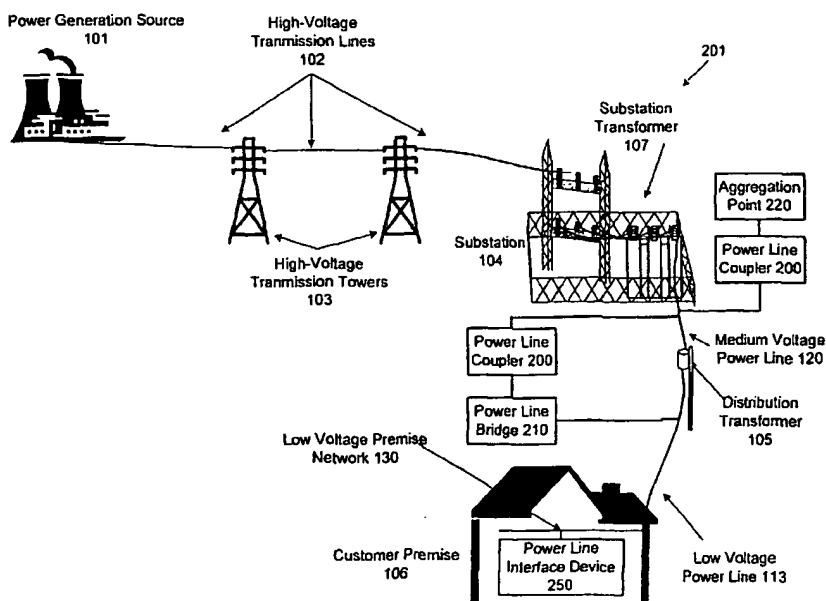 Power Generation Source
101
High-Voltage
Tranmission Lines
102
201
Substation
Transformer
107
Aggregation
Point 220
Power Line
Coupler 200
Substation
104
High-Voltage
Tranmission Towers
103
Medium Voltage
Power Line 120
Power Line
Coupler 200
Distribution
Transformer
105
Power Line
Bridge 210
Low Voltage Premise
Network 130
Customer Premise
106
Power Line
Interface Device
250
Low Voltage
Power Line 113